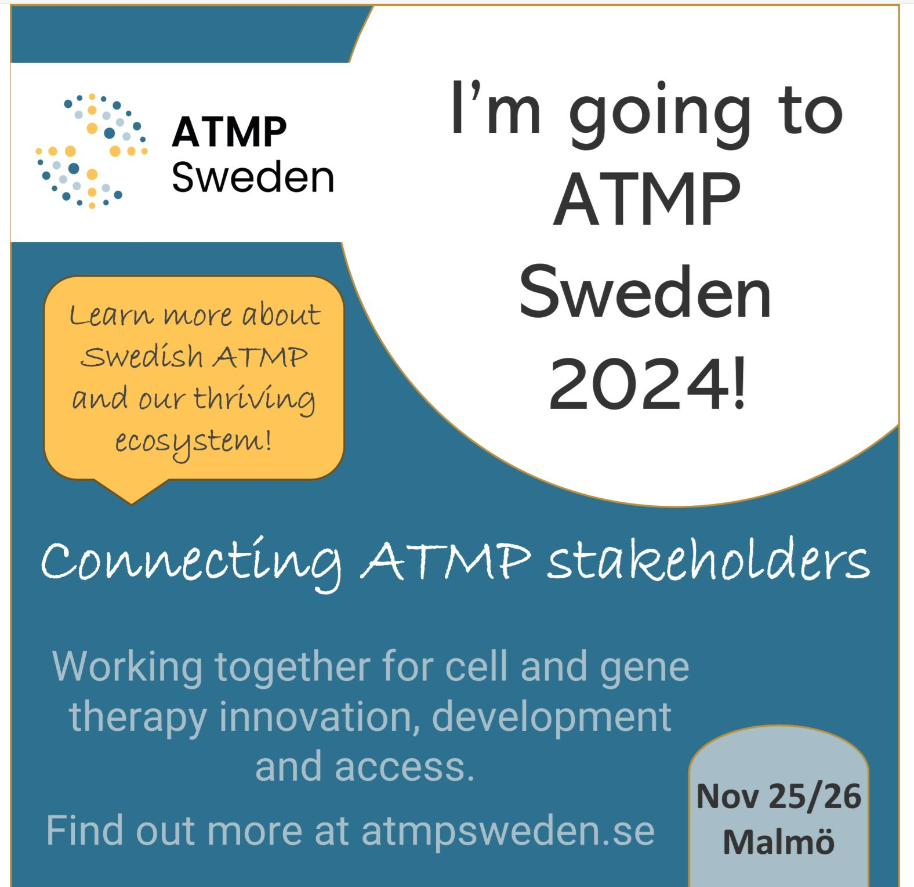 ATMP
Sweden
I'm going to
ATMP
Sweden
2024!
Learn more about
Swedish ATMP
and our thriving
ecosystem!
Connecting ATMP stakeholders
Working together for cell and gene
therapy innovation, development
and access.
Find out more at atmpsweden.se
Nov 25/26
Malmö